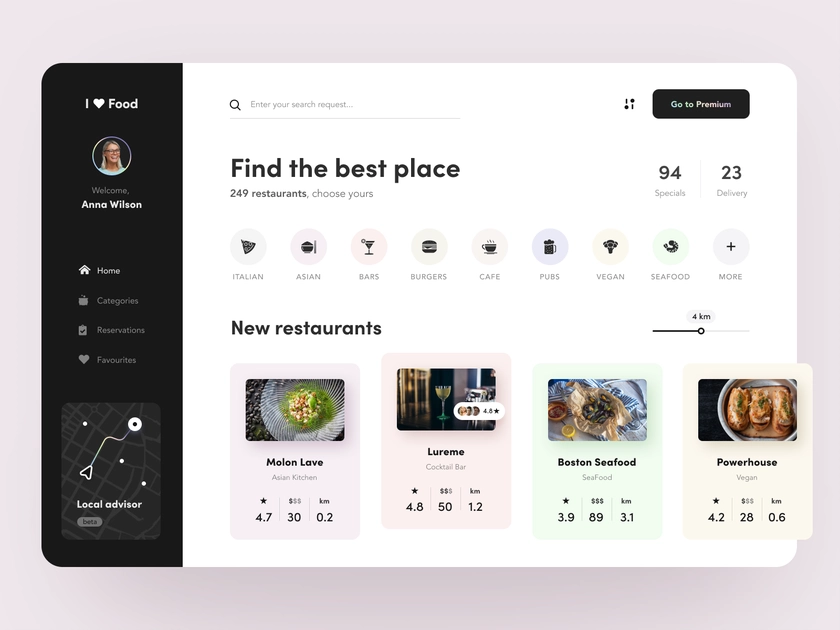 I ♥ Food
Welcome,
Anna Wilson
Home
Categories
Reservations
Favourites
Local advisor
beta
Enter your search request...
Go to Premium
Find the best place
249 restaurants, choose yours
94
Specials
23
Delivery
ITALIAN
ASIAN
BARS
BURGERS
CAFE
PUBS
VEGAN
SEAFOOD
MORE
New restaurants
4 km
Molon Lave
Asian Kitchen
★ $$$ km
4.7 30 0.2
4.8★
Lureme
Cocktail Bar
★ $$$ km
4.8 50 1.2
Boston Seafood
SeaFood
★ $$$ km
3.9 89 3.1
Powerhouse
Vegan
★ $$$ km
4.2 28 0.6